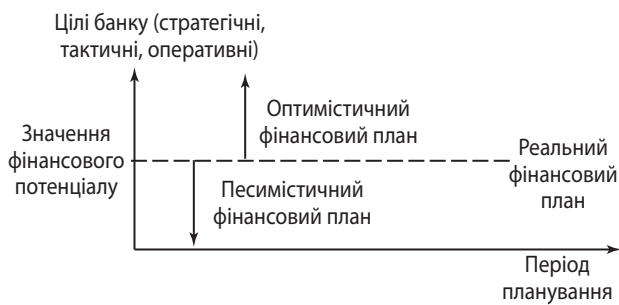 Цілі банку (стратегічні,
тактичні, оперативні)
Оптимістичний
фінансовий план
Значення
фінансового
потенціалу
Реальний
фінансовий
план
Песимістичний
фінансовий план
Період
планування